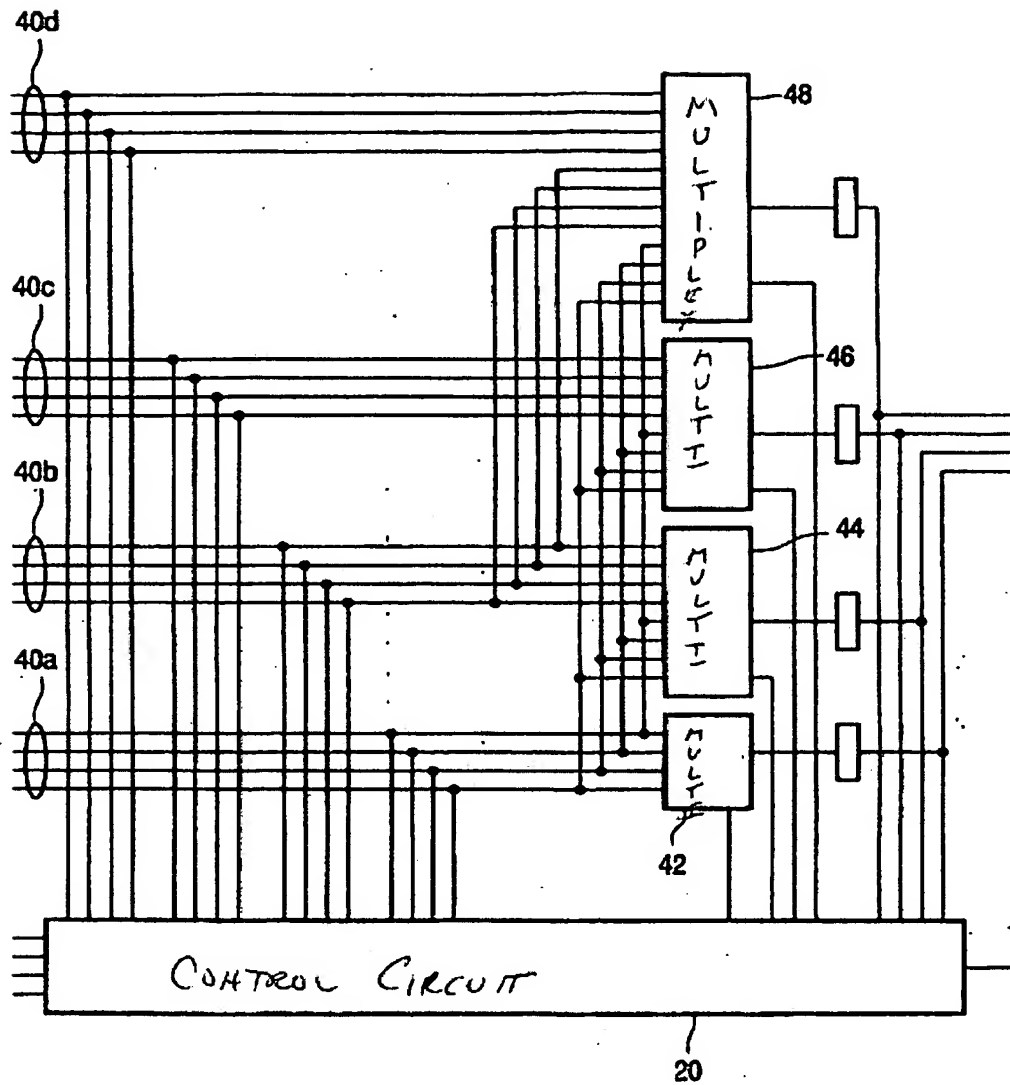 40d
48
MULTIPLEX
40c
46
MULTI
40b
44
MULTI
40a
MULTI
42
CONTROL CIRCUIT
20